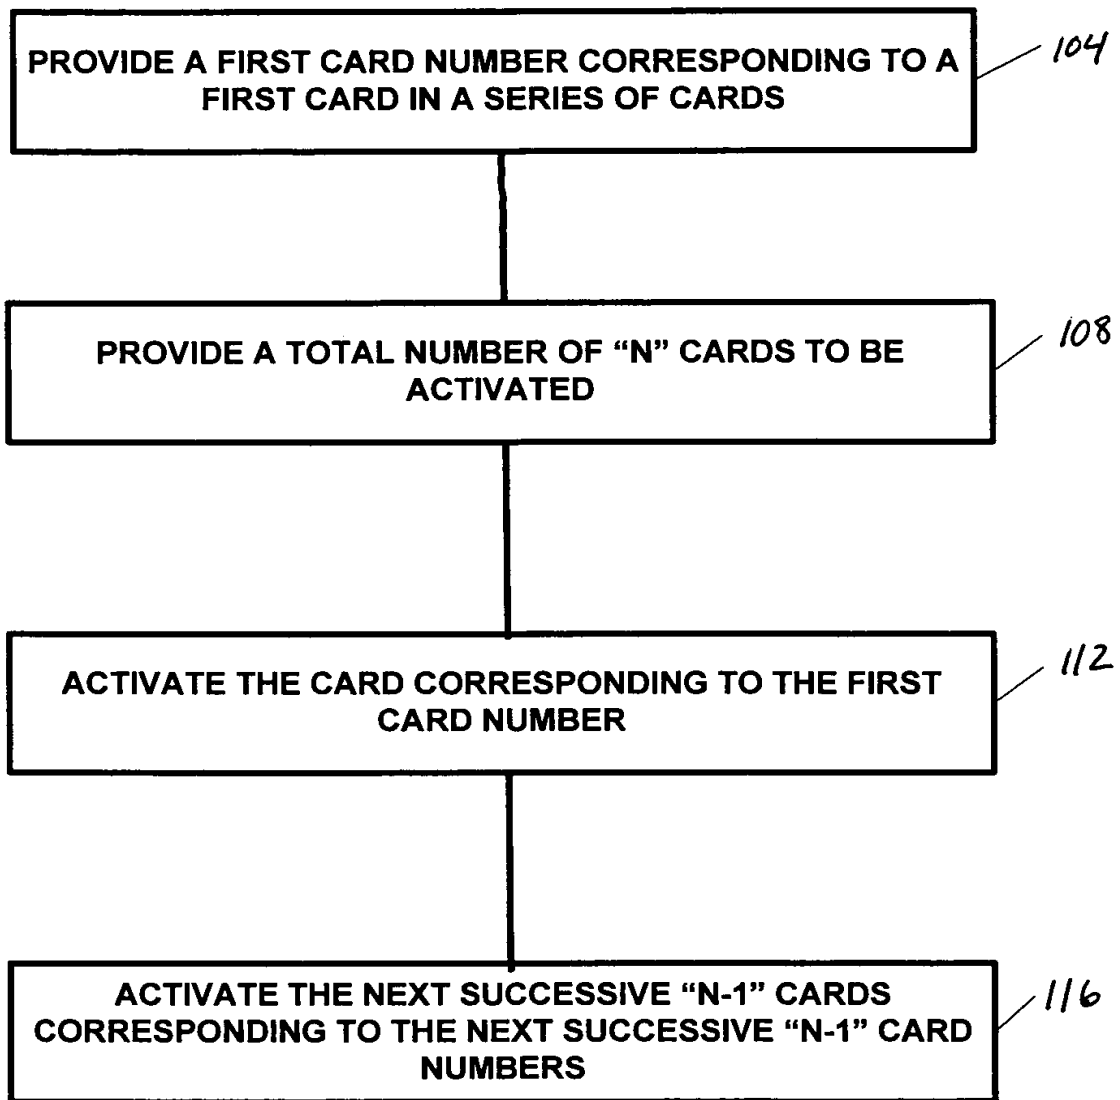 PROVIDE A FIRST CARD NUMBER CORRESPONDING TO A
FIRST CARD IN A SERIES OF CARDS
104
PROVIDE A TOTAL NUMBER OF “N” CARDS TO BE
ACTIVATED
108
ACTIVATE THE CARD CORRESPONDING TO THE FIRST
CARD NUMBER
112
ACTIVATE THE NEXT SUCCESSIVE “N-1” CARDS
CORRESPONDING TO THE NEXT SUCCESSIVE “N-1” CARD
NUMBERS
116